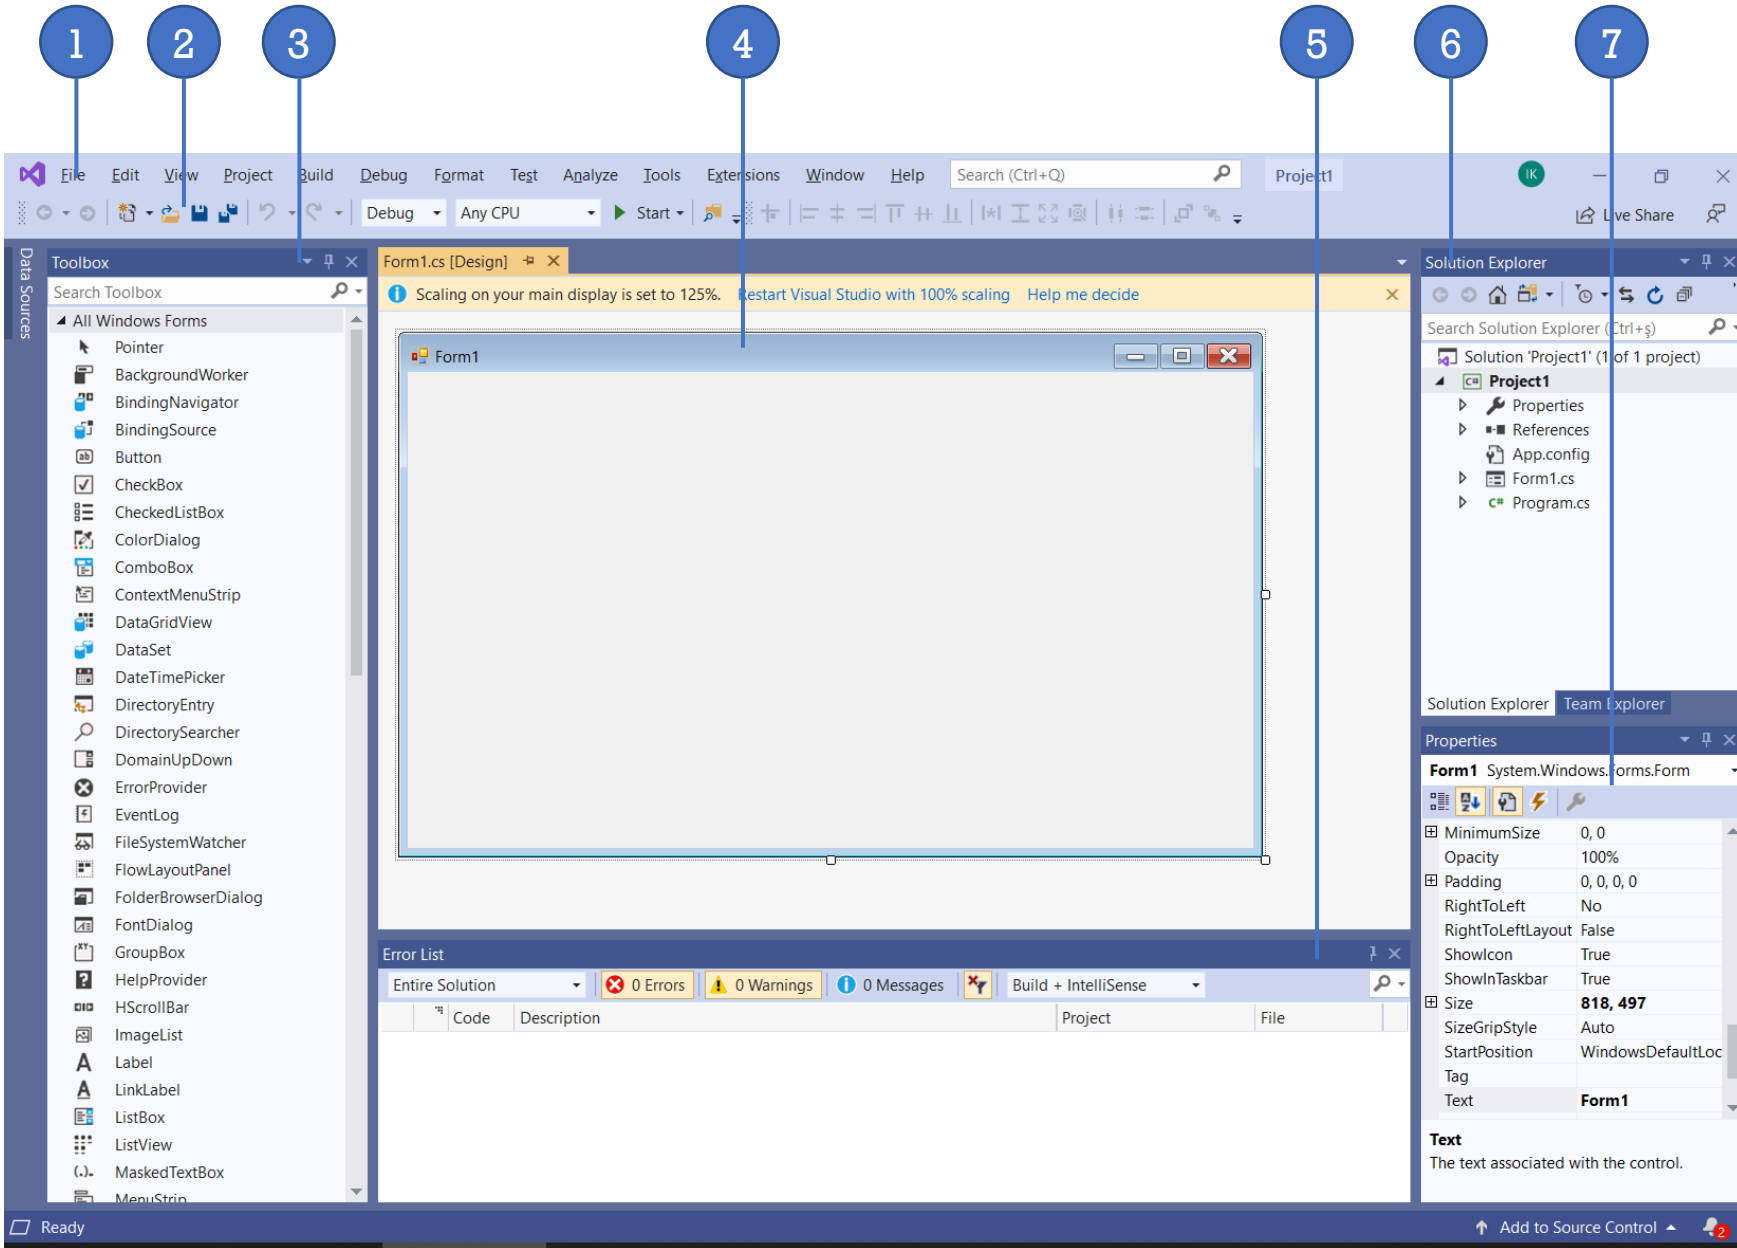 1 2 3 4 5 6 7
File Edit View Project Build Debug Format Test Analyze Tools Extensions Window Help Search (Ctrl+Q) Project1 IK
Debug Any CPU Start Live Share
Data Sources
Toolbox
Search Toolbox
All Windows Forms
Pointer
BackgroundWorker
BindingNavigator
BindingSource
Button
CheckBox
CheckedListBox
ColorDialog
ComboBox
ContextMenuStrip
DataGridView
DataSet
DateTimePicker
DirectoryEntry
DirectorySearcher
DomainUpDown
ErrorProvider
EventLog
FileSystemWatcher
FlowLayoutPanel
FolderBrowserDialog
FontDialog
GroupBox
HelpProvider
HScrollBar
ImageList
Label
LinkLabel
ListBox
ListView
MaskedTextBox
MenuStrip
Form1.cs [Design]
Scaling on your main display is set to 125%. Restart Visual Studio with 100% scaling Help me decide
Form1
Error List
Entire Solution 0 Errors 0 Warnings 0 Messages Build + IntelliSense
Code Description Project File
Solution Explorer
Search Solution Explorer (Ctrl+ş)
Solution 'Project1' (1 of 1 project)
C# Project1
Properties
References
App.config
Form1.cs
C# Program.cs
Solution Explorer Team Explorer
Properties
Form1 System.Windows.Forms.Form
MinimumSize 0, 0
Opacity 100%
Padding 0, 0, 0, 0
RightToLeft No
RightToLeftLayout False
ShowIcon True
ShowInTaskbar True
Size 818, 497
SizeGripStyle Auto
StartPosition WindowsDefaultLoc
Tag
Text Form1
Text
The text associated with the control.
Ready Add to Source Control 2